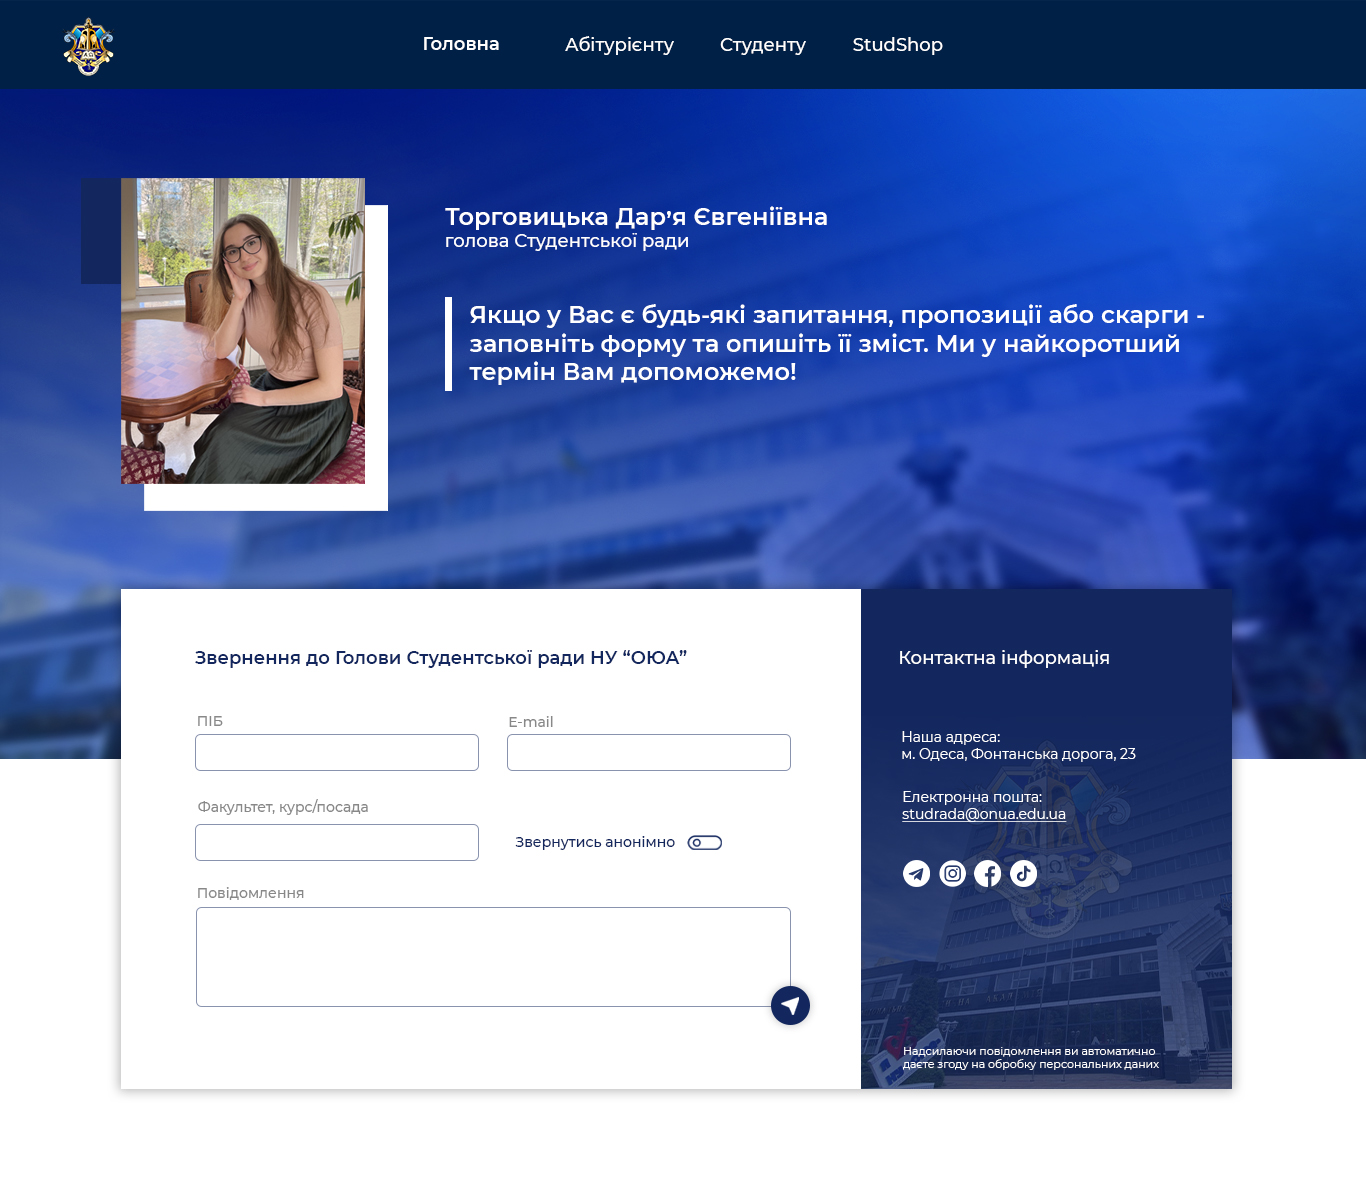 Головна
Абітурієнту
Студенту
StudShop
Торговицька Дар’я Євгеніївна
голова Студентської ради
Якщо у Вас є будь-які запитання, пропозиції або скарги -
заповніть форму та опишіть її зміст. Ми у найкоротший
термін Вам допоможемо!
Звернення до Голови Студентської ради НУ “ОЮА”
ПІБ
E-mail
Факультет, курс/посада
Звернутись анонімно
Повідомлення
Контактна інформація
Наша адреса:
м. Одеса, Фонтанська дорога, 23
Електронна пошта:
studrada@onua.edu.ua
Надсилаючи повідомлення ви автоматично
даєте згоду на обробку персональних даних